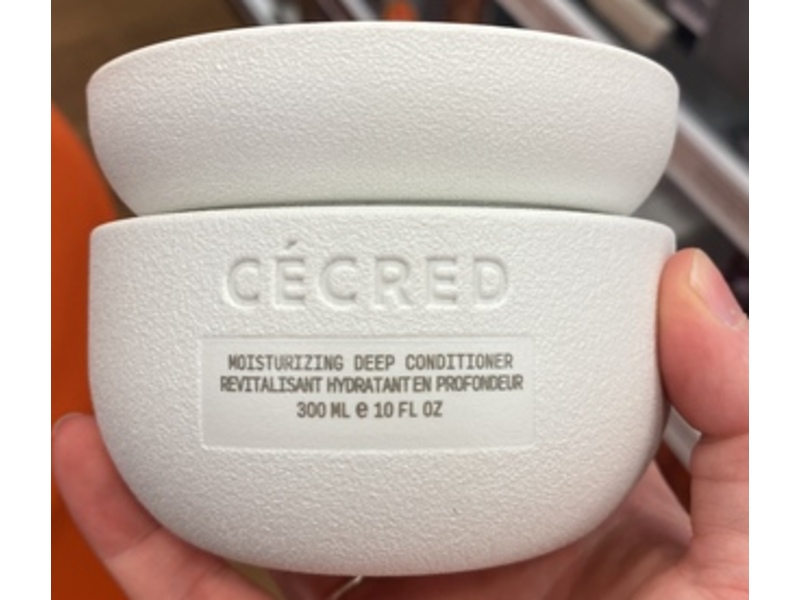 CÉCRED
MOISTURIZING DEEP CONDITIONER
REVITALISANT HYDRATANT EN PROFONDEUR
300 ML ℮ 10 FL OZ